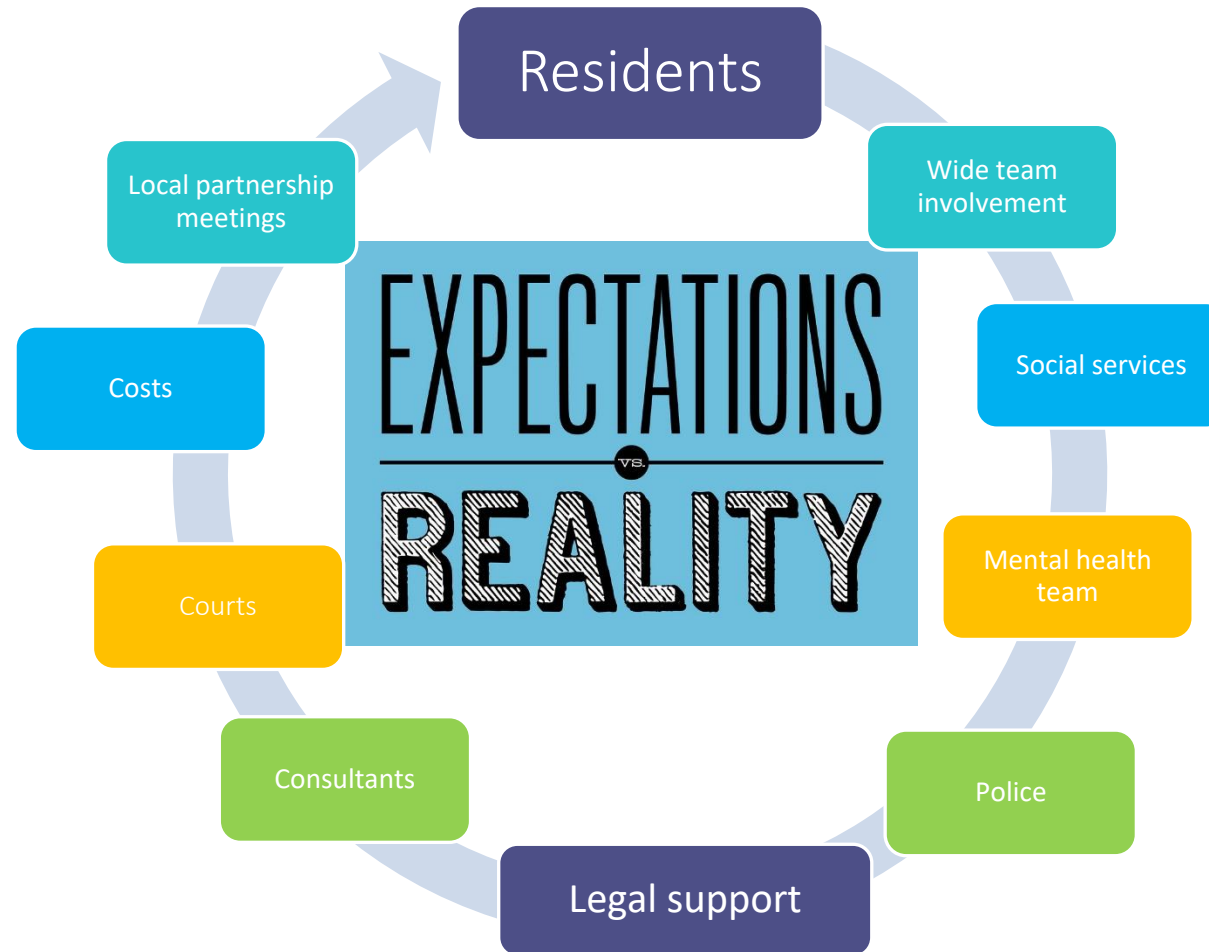 Residents
Wide team
involvement
Social services
Mental health
team
Police
Legal support
Consultants
Courts
Costs
Local partnership
meetings
EXPECTATIONS
VS.
REALITY